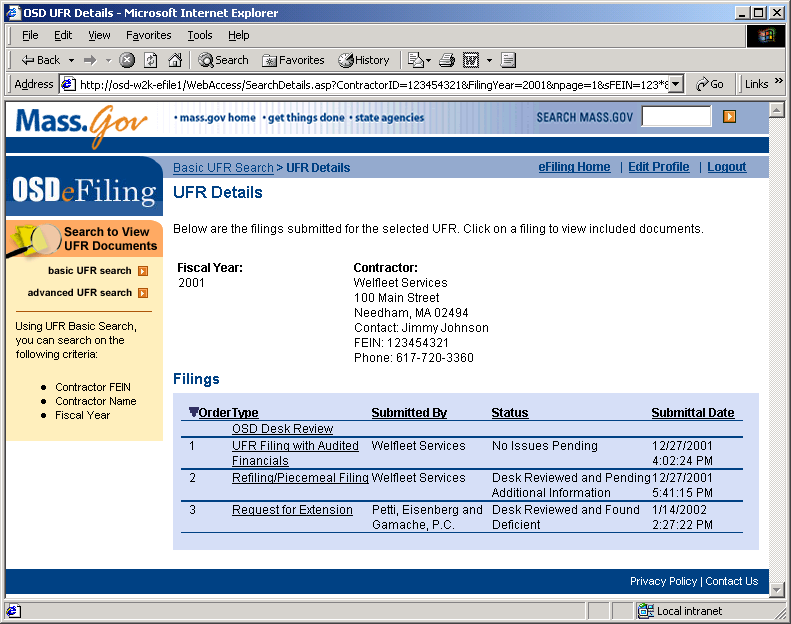 OSD UFR Details - Microsoft Internet Explorer
File Edit View Favorites Tools Help
Back Search Favorites History
Address http://osd-w2k-efile1/WebAccess/SearchDetails.asp?ContractorID=123454321&FilingYear=2001&npage=1&sFEIN=123*8 Go Links »
Mass.Gov • mass.gov home • get things done • state agencies SEARCH MASS.GOV
OSDeFiling
Basic UFR Search > UFR Details eFiling Home | Edit Profile | Logout
UFR Details
Search to View
UFR Documents
basic UFR search
advanced UFR search
Using UFR Basic Search,
you can search on the
following criteria:
• Contractor FEIN
• Contractor Name
• Fiscal Year
Below are the filings submitted for the selected UFR. Click on a filing to view included documents.
Fiscal Year: Contractor:
2001 Welfleet Services
100 Main Street
Needham, MA 02494
Contact: Jimmy Johnson
FEIN: 123454321
Phone: 617-720-3360
Filings
Order Type Submitted By Status Submittal Date
OSD Desk Review
1 UFR Filing with Audited Welfleet Services No Issues Pending 12/27/2001
Financials 4:02:24 PM
2 Refiling/Piecemeal Filing Welfleet Services Desk Reviewed and Pending 12/27/2001
Additional Information 5:41:15 PM
3 Request for Extension Petti, Eisenberg and Desk Reviewed and Found 1/14/2002
Gamache, P.C. Deficient 2:27:22 PM
Privacy Policy | Contact Us
Local intranet